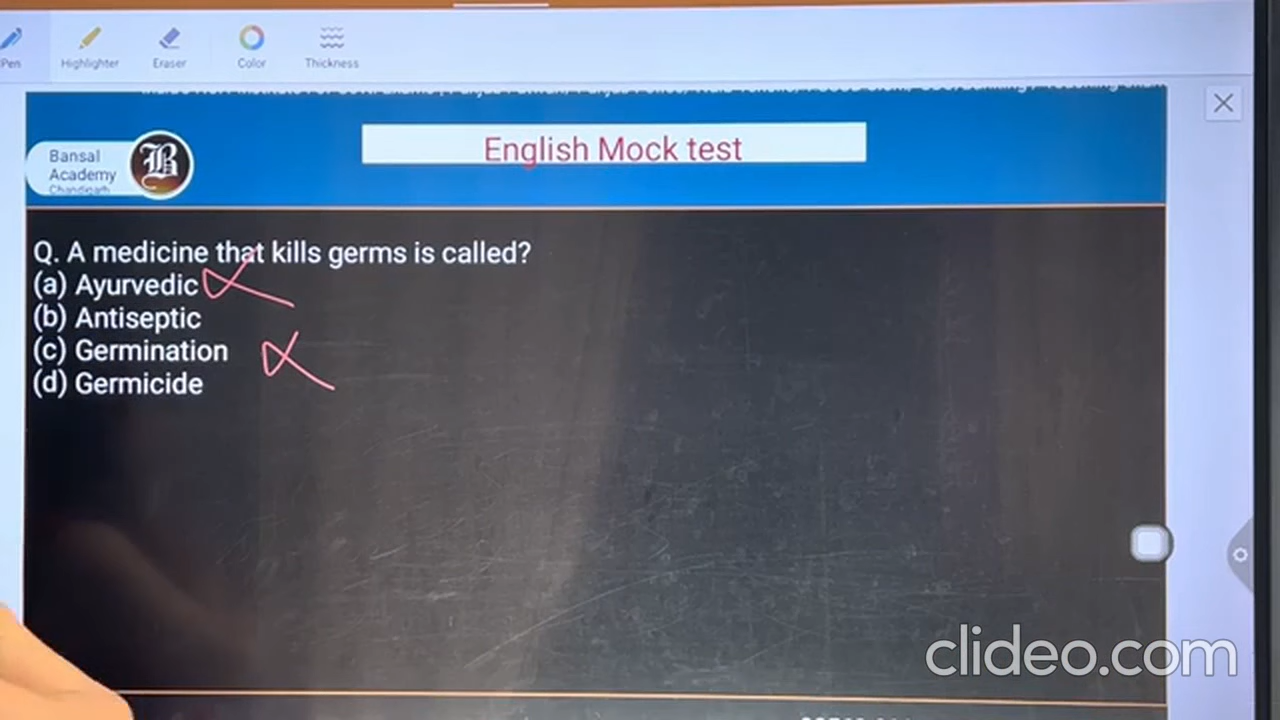 Pen
Highlighter
Eraser
Color
Thickness
English Mock test
Bansal
Academy
Chandigarh
Q. A medicine that kills germs is called?
(a) Ayurvedic
(b) Antiseptic
(c) Germination
(d) Germicide
clideo.com